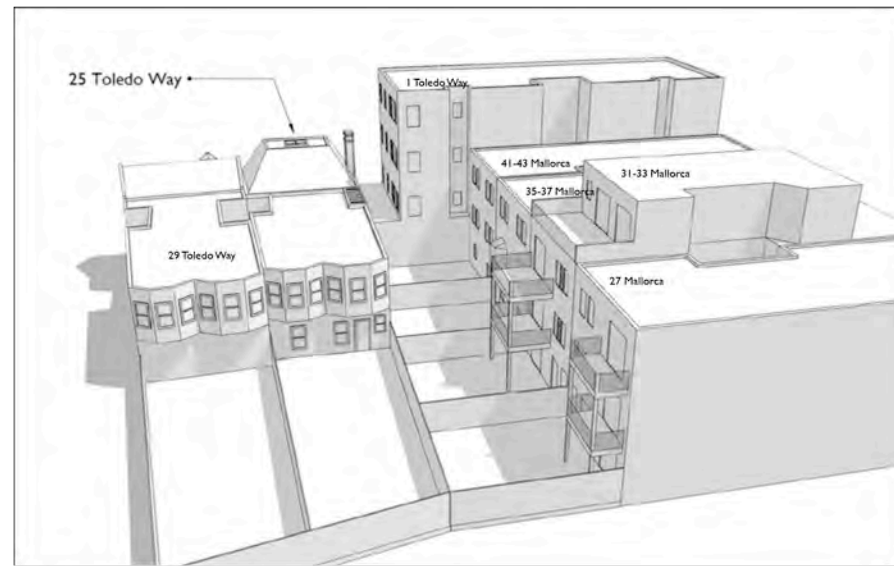 25 Toledo Way
1 Toledo Way
41-43 Mallorca
31-33 Mallorca
35-37 Mallorca
29 Toledo Way
27 Mallorca